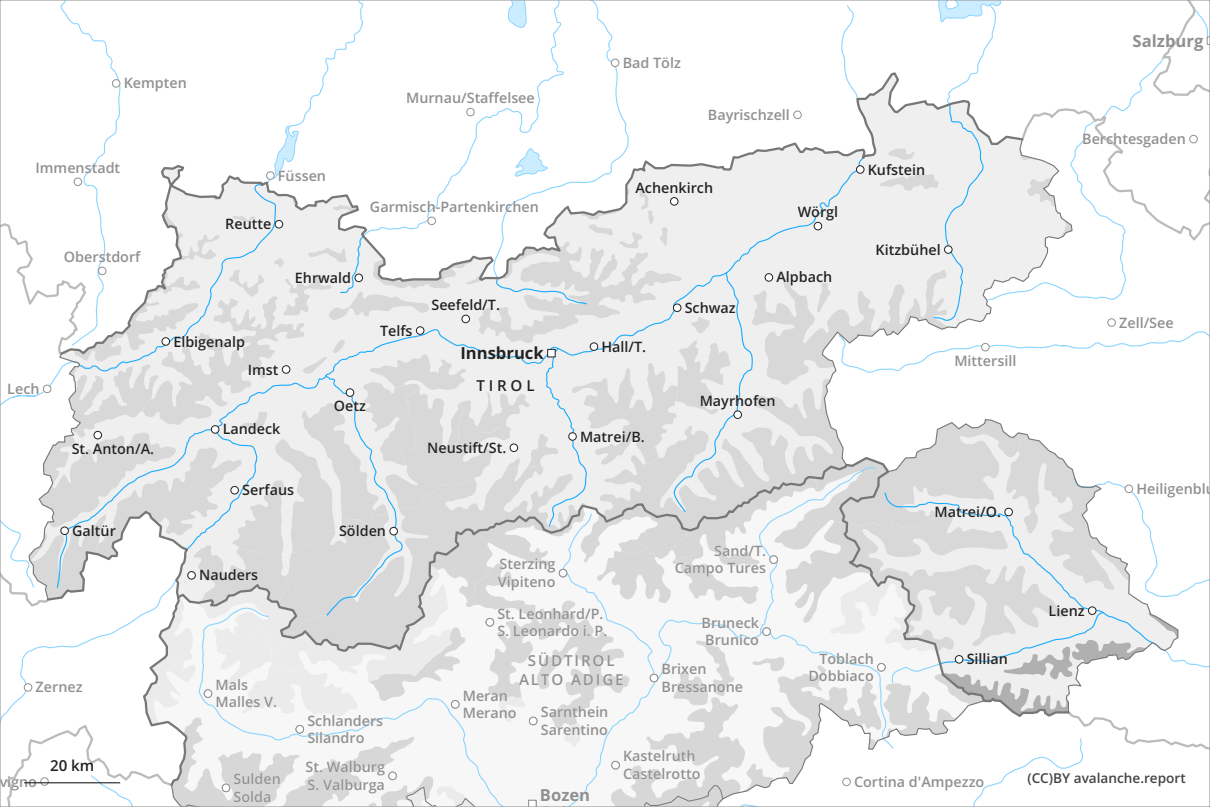 Salzburg
Bad Tölz
Kempten
Murnau/Staffelsee
Bayrischzell
Berchtesgaden
Immenstadt
Füssen
Kufstein
Achenkirch
Garmisch-Partenkirchen
Wörgl
Reutte
Kitzbühel
Oberstdorf
Ehrwald
Alpbach
Seefeld/T.
Schwaz
Zell/See
Telfs
Elbigenalp
Innsbruck
Hall/T.
Mittersill
Imst
TIROL
Lech
Oetz
Mayrhofen
Landeck
Matrei/B.
St. Anton/A.
Neustift/St.
Serfaus
Matrei/O.
Galtür
Sölden
Sand/T.
Campo Tures
Sterzing
Vipiteno
Nauders
Lienz
St. Leonhard/P.
S. Leonardo i. P.
Bruneck
Brunico
SÜDTIROL
ALTO ADIGE
Toblach
Dobbiaco
Sillian
Brixen
Bressanone
Zernez
Mals
Malles V.
Meran
Merano
Sarnthein
Sarentino
Schlanders
Silandro
Kastelruth
Castelrotto
20 km
St. Walburg
S. Valburga
Sulden
Solda
Cortina d'Ampezzo
(CC)BY avalanche.report
Bozen